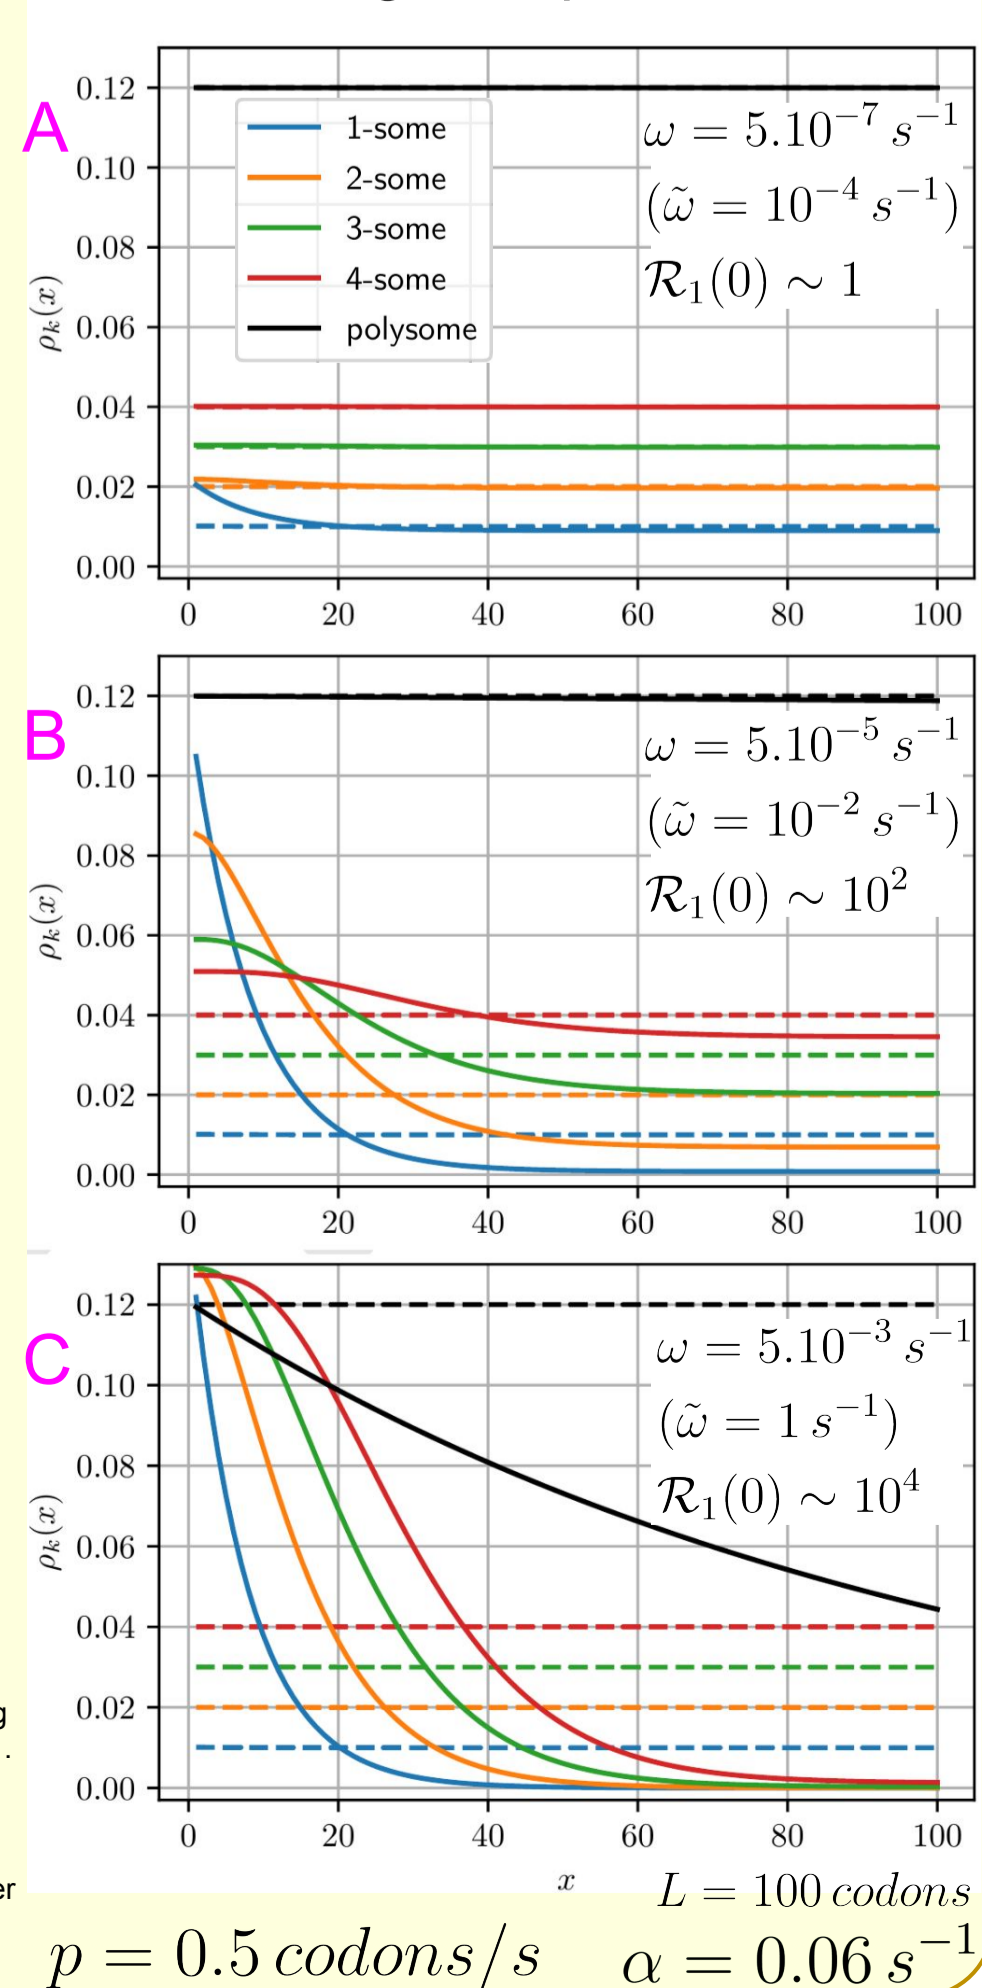 A
0.12
0.10
0.08
0.06
0.04
0.02
0.00
ρk(x)
1-some
2-some
3-some
4-some
polysome
ω = 5.10⁻⁷ s⁻¹
(ω̃ = 10⁻⁴ s⁻¹)
ℛ₁(0) ∼ 1
0 20 40 60 80 100
B
0.12
0.10
0.08
0.06
0.04
0.02
0.00
ρk(x)
ω = 5.10⁻⁵ s⁻¹
(ω̃ = 10⁻² s⁻¹)
ℛ₁(0) ∼ 10²
0 20 40 60 80 100
C
0.12
0.10
0.08
0.06
0.04
0.02
0.00
ρk(x)
ω = 5.10⁻³ s⁻¹
(ω̃ = 1 s⁻¹)
ℛ₁(0) ∼ 10⁴
0 20 40 60 80 100
x
L = 100 codons
p = 0.5 codons/s
α = 0.06 s⁻¹